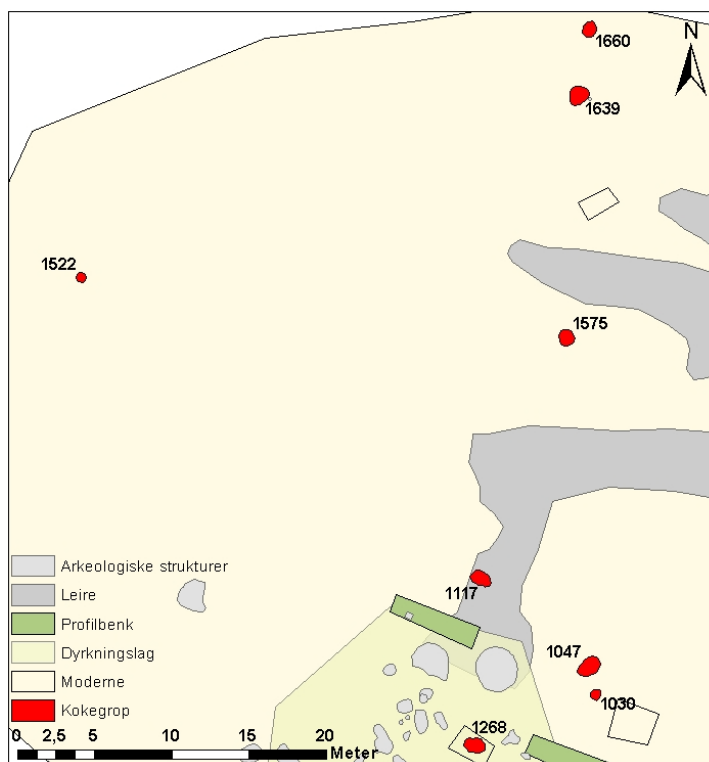 1660
N
1639
1522
1575
1117
1047
1030
1268
Arkeologiske strukturer
Leire
Profilbenk
Dyrkningslag
Moderne
Kokegrop
0 2,5 5 10 15 20
Meter